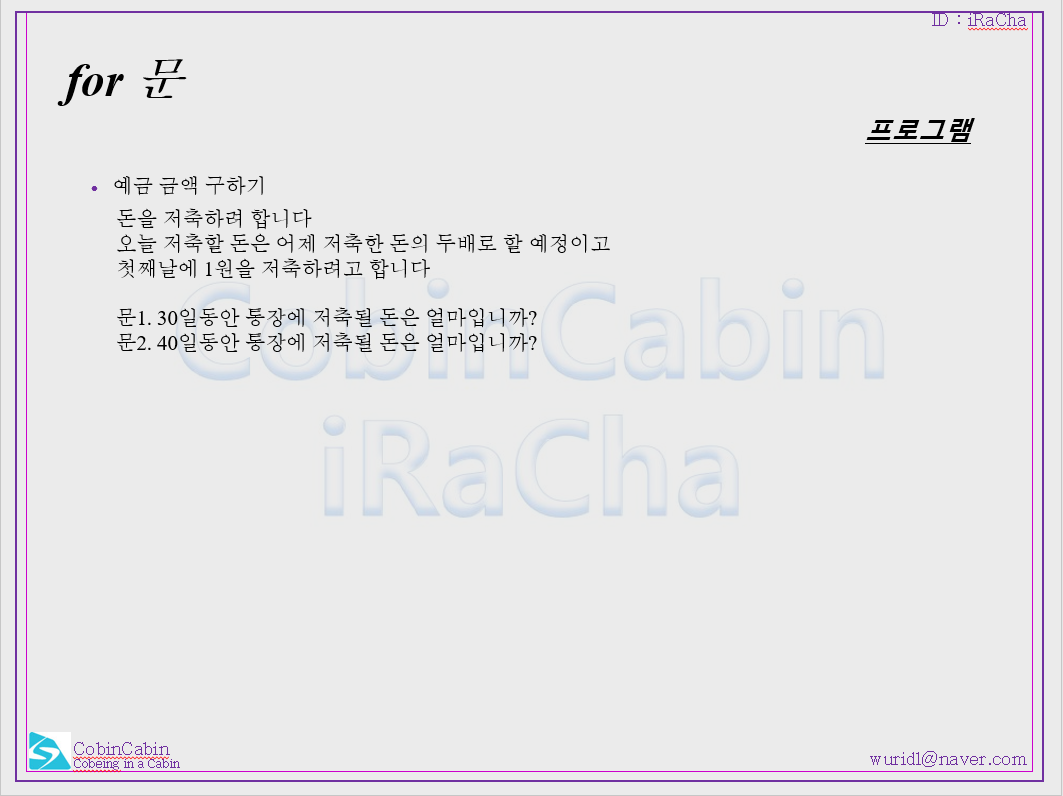 ID : iRaCha
for 문
프로그램
• 예금 금액 구하기
돈을 저축하려 합니다
오늘 저축할 돈은 어제 저축한 돈의 두배로 할 예정이고
첫째날에 1원을 저축하려고 합니다
문1. 30일동안 통장에 저축될 돈은 얼마입니까?
문2. 40일동안 통장에 저축될 돈은 얼마입니까?
CobinCabin
iRaCha
CobinCabin
Cobeing in a Cabin
wuridl@naver.com